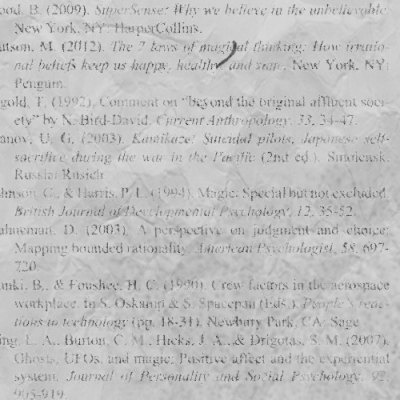 ood, B. (2009). SuperSense: Why we believe in the unbelievable.
New York, NY: HarperCollins.
utson, M. (2012). The 7 laws of magical thinking: How irratio-
nal beliefs keep us happy, healthy, and sane. New York, NY:
Penguin.
gold, T. (1992). Comment on "beyond the original affluent soci-
ety" by N. Bird-David. Current Anthropology, 33, 34-47.
anov, U. G. (2003). Kamikaze: Suicidal pilots. Japanese self-
sacrifice during the war in the Pacific (2nd ed.). Smolensk,
Russia: Rusich.
ohnson, C., & Harris, P. L. (1994). Magic: Special but not excluded.
British Journal of Developmental Psychology, 12, 35-52.
ahneman, D. (2003). A perspective on judgment and choice:
Mapping bounded rationality. American Psychologist, 58, 697-
720.
anki, B., & Foushee, H. C. (1990). Crew factors in the aerospace
workplace. In S. Oskamp & S. Spacapan (Eds.), People's reac-
tions to technology (pp. 18-31). Newbury Park, CA: Sage.
ing, L. A., Burton, C. M., Hicks, J. A., & Drigotas, S. M. (2007).
Ghosts, UFOs, and magic: Positive affect and the experiential
system. Journal of Personality and Social Psychology, 92,
905-919.